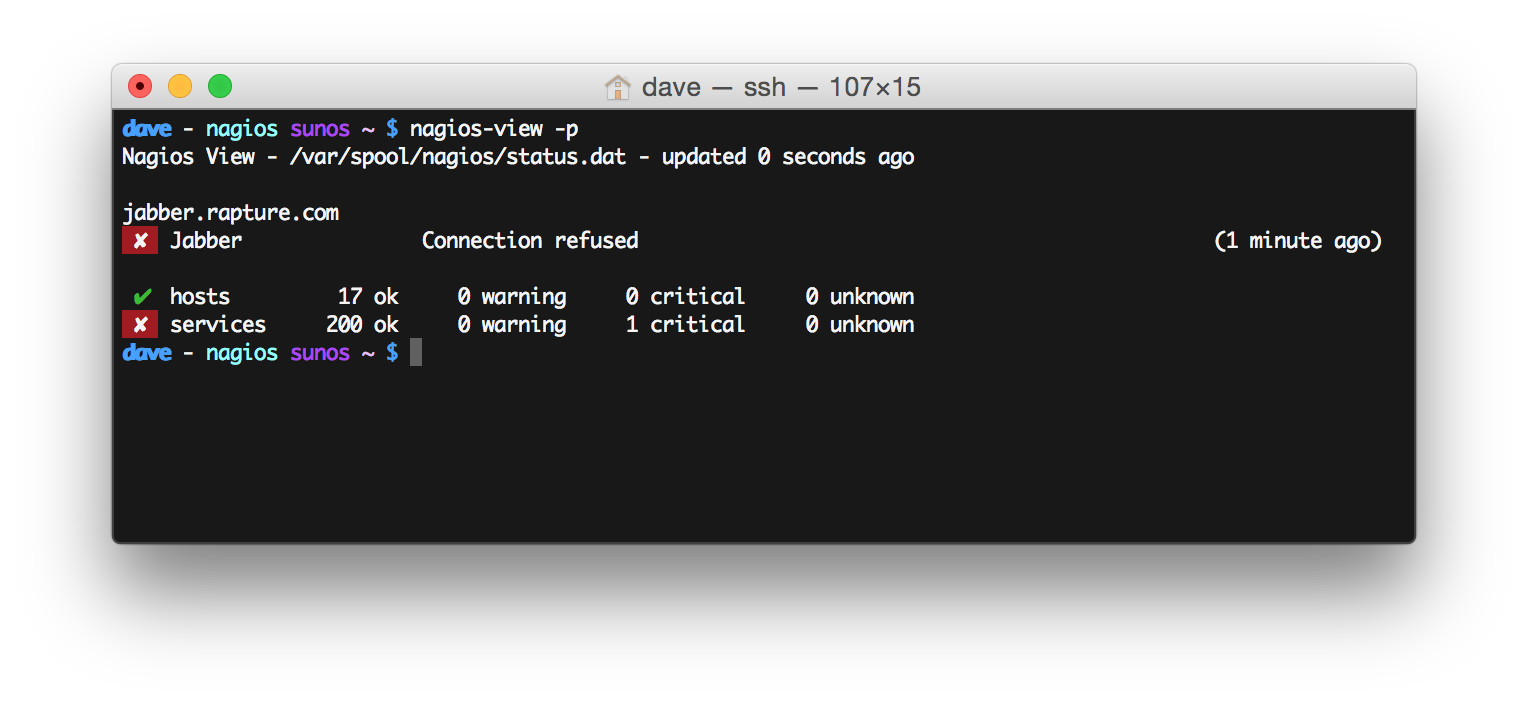 dave — ssh — 107×15
dave - nagios sunos ~ $ nagios-view -p
Nagios View - /var/spool/nagios/status.dat - updated 0 seconds ago
jabber.rapture.com
✘ Jabber               Connection refused                                                (1 minute ago)
✔ hosts         17 ok     0 warning     0 critical     0 unknown
✘ services     200 ok     0 warning     1 critical     0 unknown
dave - nagios sunos ~ $